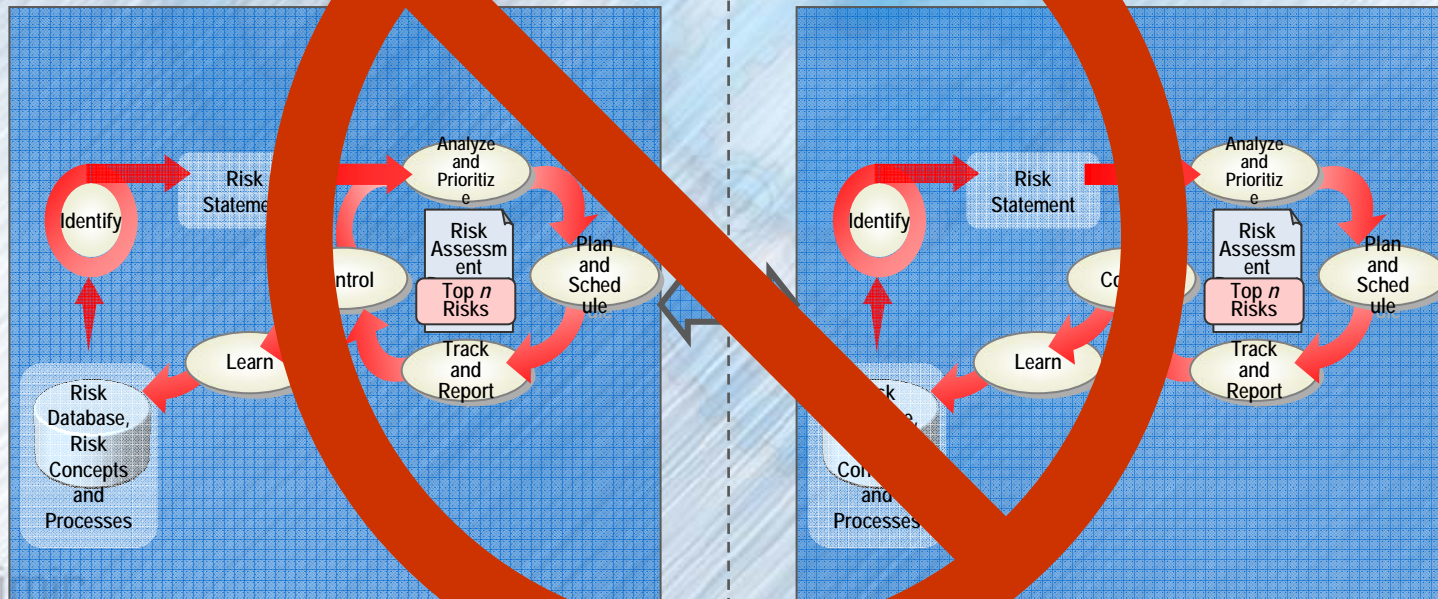 Analyze
and
Prioritiz
e
Risk
Stateme
Identify
Risk
Assessm
ent
Top n
Risks
Plan
and
Sched
ule
ntrol
Learn
Track
and
Report
Risk
Database,
Risk
Concepts
and
Processes
Analyze
and
Prioritiz
e
Risk
Statement
Identify
Risk
Assessm
ent
Top n
Risks
Plan
and
Sched
ule
Co
Learn
Track
and
Report
and
Processes